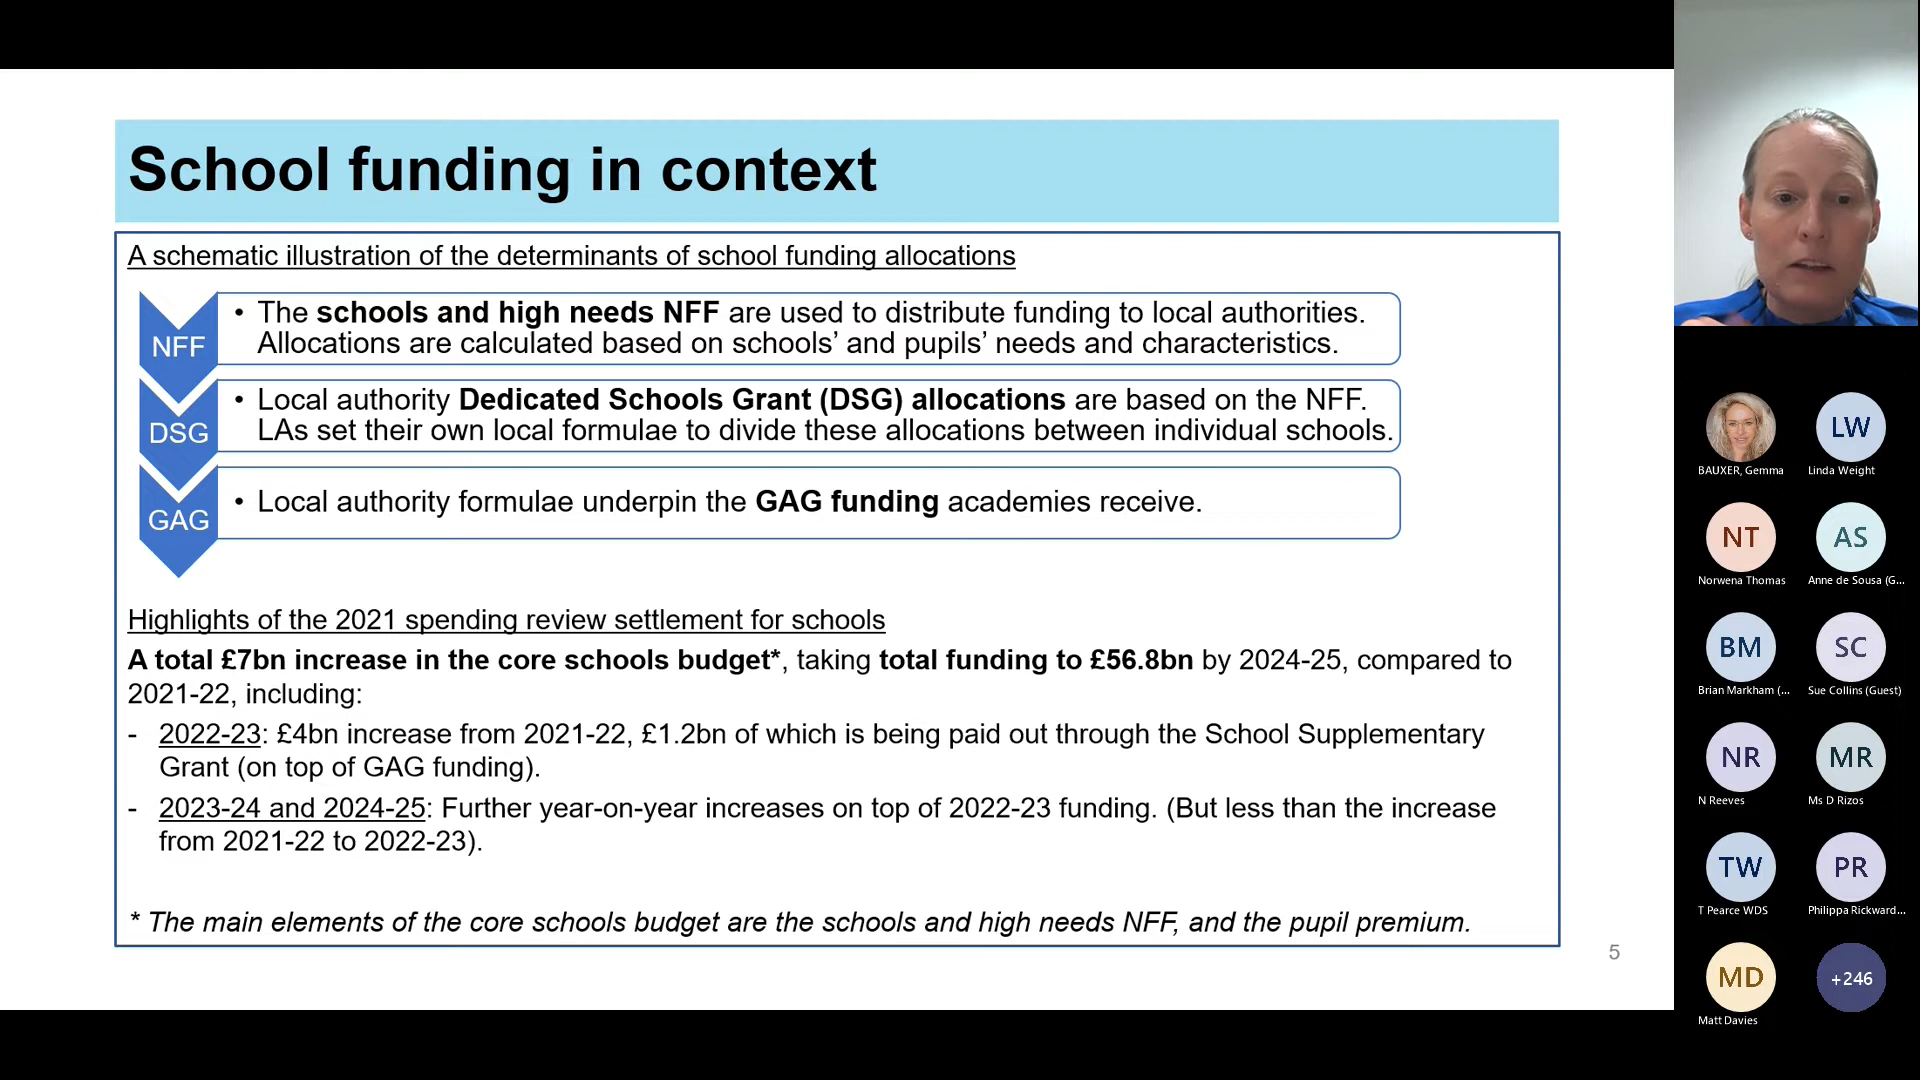 School funding in context
A schematic illustration of the determinants of school funding allocations
NFF
• The schools and high needs NFF are used to distribute funding to local authorities.
Allocations are calculated based on schools’ and pupils’ needs and characteristics.
DSG
• Local authority Dedicated Schools Grant (DSG) allocations are based on the NFF.
LAs set their own local formulae to divide these allocations between individual schools.
GAG
• Local authority formulae underpin the GAG funding academies receive.
Highlights of the 2021 spending review settlement for schools
A total £7bn increase in the core schools budget*, taking total funding to £56.8bn by 2024-25, compared to
2021-22, including:
- 2022-23: £4bn increase from 2021-22, £1.2bn of which is being paid out through the School Supplementary
Grant (on top of GAG funding).
- 2023-24 and 2024-25: Further year-on-year increases on top of 2022-23 funding. (But less than the increase
from 2021-22 to 2022-23).
* The main elements of the core schools budget are the schools and high needs NFF, and the pupil premium.
5
BAUXER, Gemma
LW
Linda Weight
NT
Norwena Thomas
AS
Anne de Sousa (G...
BM
Brian Markham (...
SC
Sue Collins (Guest)
NR
N Reeves
MR
Ms D Rizos
TW
T Pearce WDS
PR
Philippa Rickward...
MD
Matt Davies
+246